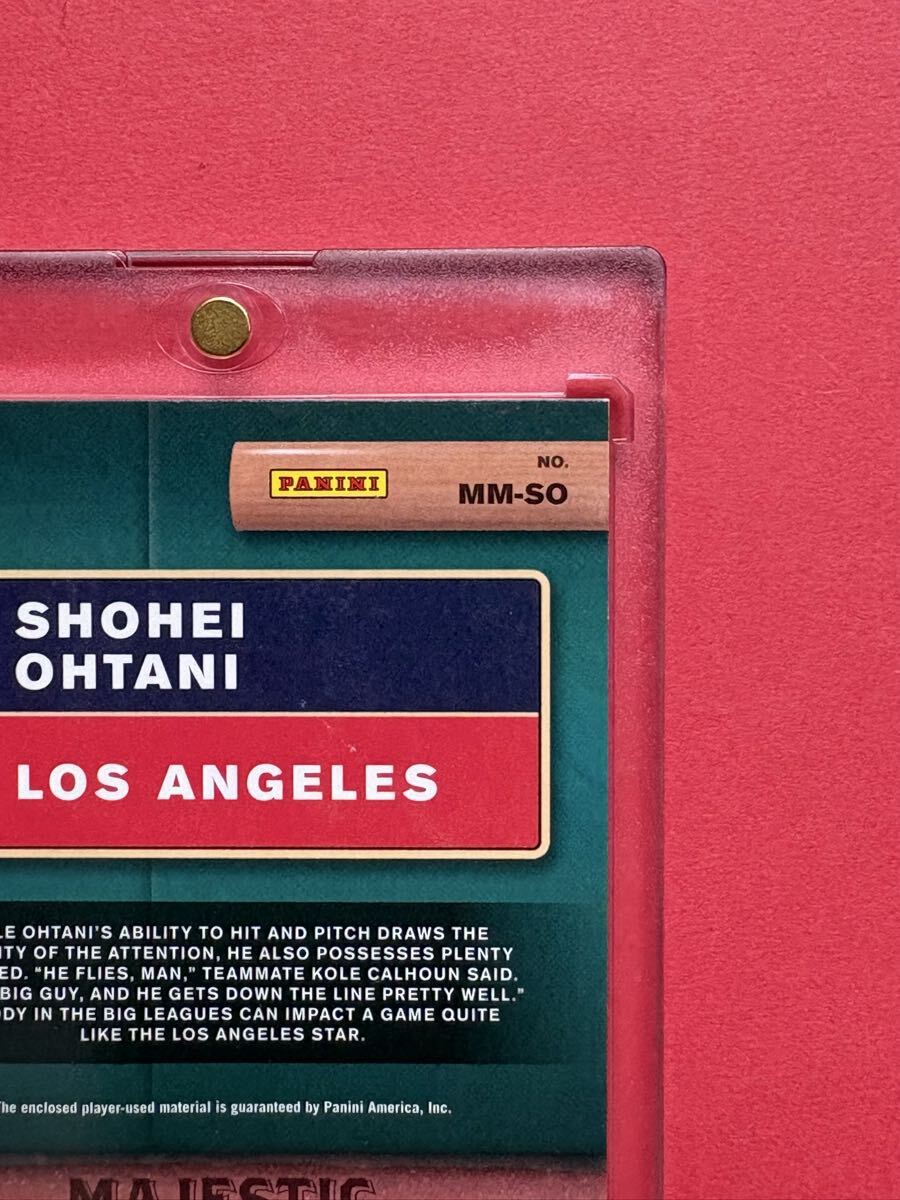 PANINI
NO.
MM-SO
SHOHEI
OHTANI
LOS ANGELES
OHTANI'S ABILITY TO HIT AND PITCH DRAWS THE
OF THE ATTENTION, HE ALSO POSSESSES PLENTY
"HE FLIES, MAN," TEAMMATE KOLE CALHOUN SAID.
BIG GUY, AND HE GETS DOWN THE LINE PRETTY WELL."
IN THE BIG LEAGUES CAN IMPACT A GAME QUITE
LIKE THE LOS ANGELES STAR.
The enclosed player-used material is guaranteed by Panini America, Inc.
MAJESTIC